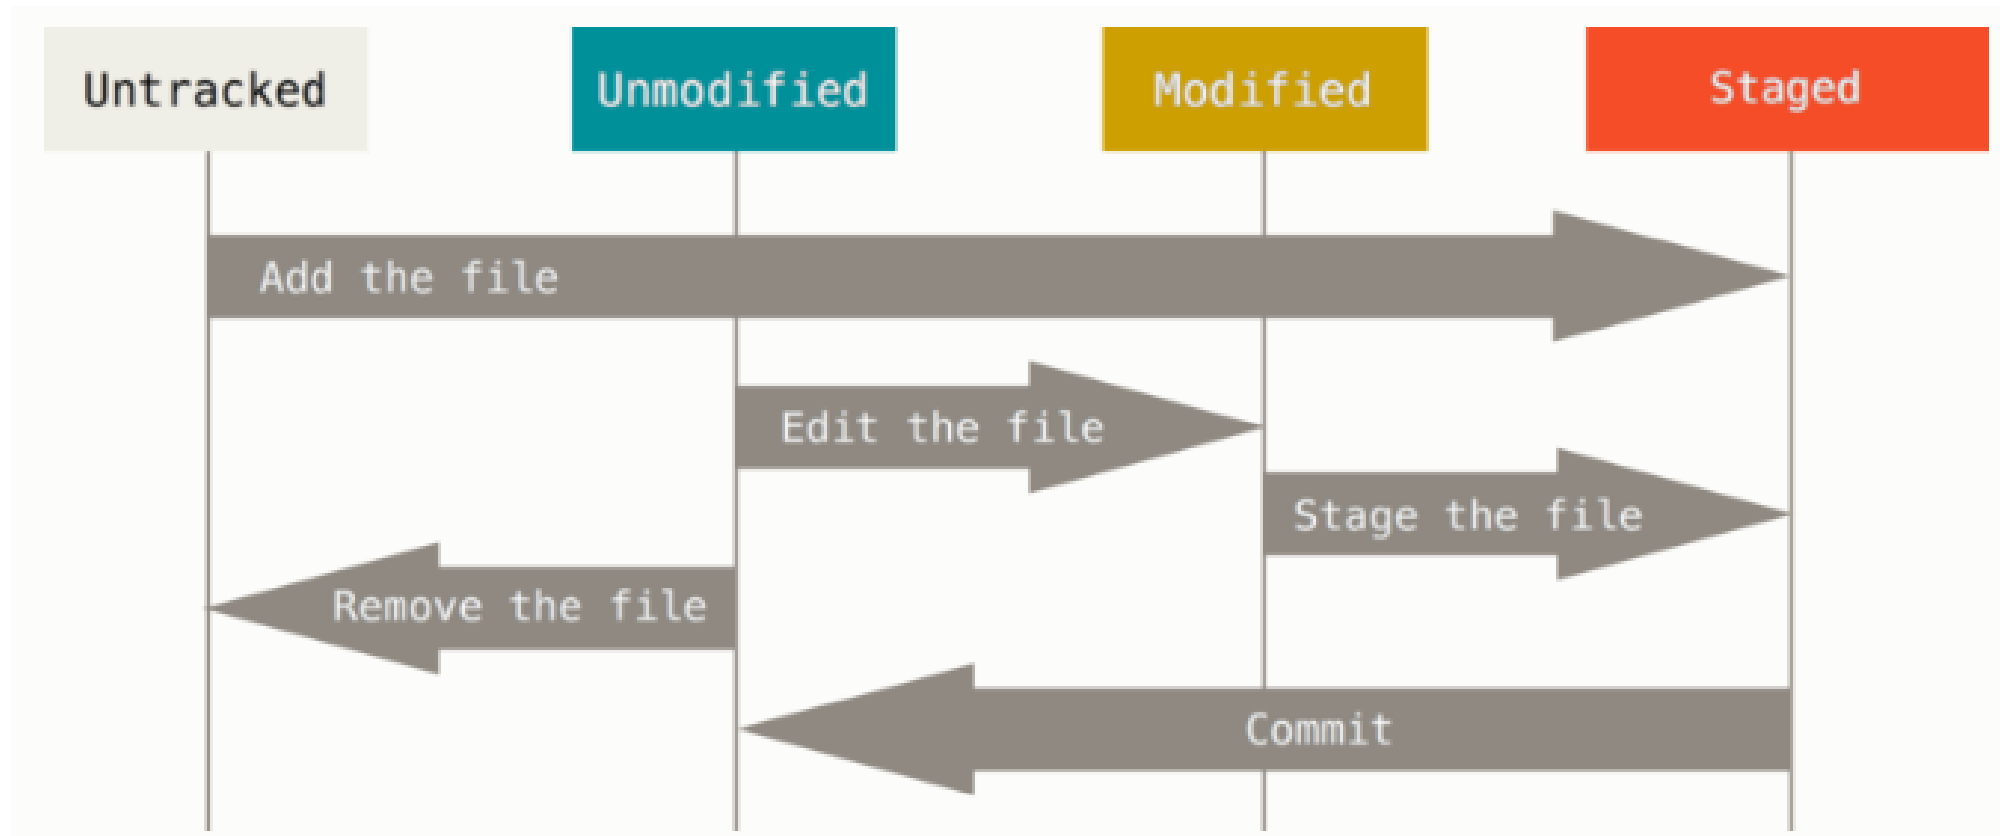 Untracked
Unmodified
Modified
Staged
Add the file
Edit the file
Stage the file
Remove the file
Commit